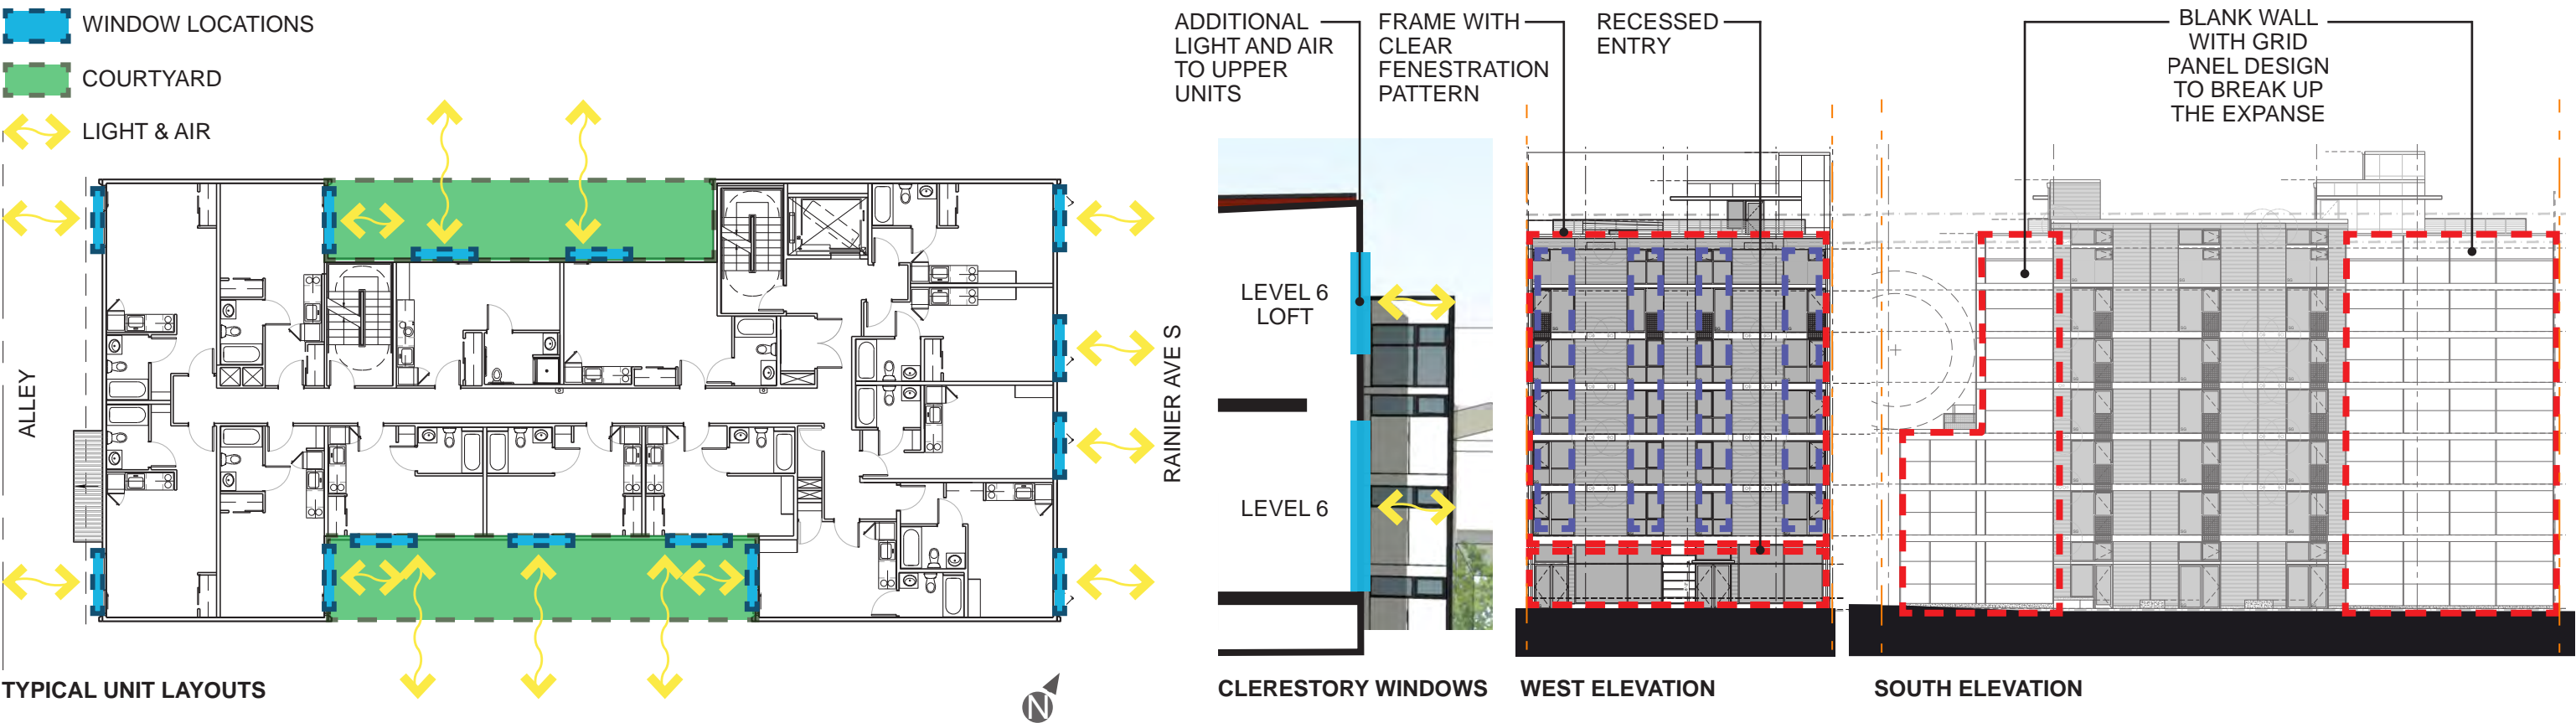 WINDOW LOCATIONS
COURTYARD
LIGHT & AIR
ALLEY
RAINIER AVE S
TYPICAL UNIT LAYOUTS
N
ADDITIONAL
LIGHT AND AIR
TO UPPER
UNITS
FRAME WITH
CLEAR
FENESTRATION
PATTERN
RECESSED
ENTRY
BLANK WALL
WITH GRID
PANEL DESIGN
TO BREAK UP
THE EXPANSE
LEVEL 6
LOFT
LEVEL 6
CLERESTORY WINDOWS
WEST ELEVATION
SOUTH ELEVATION